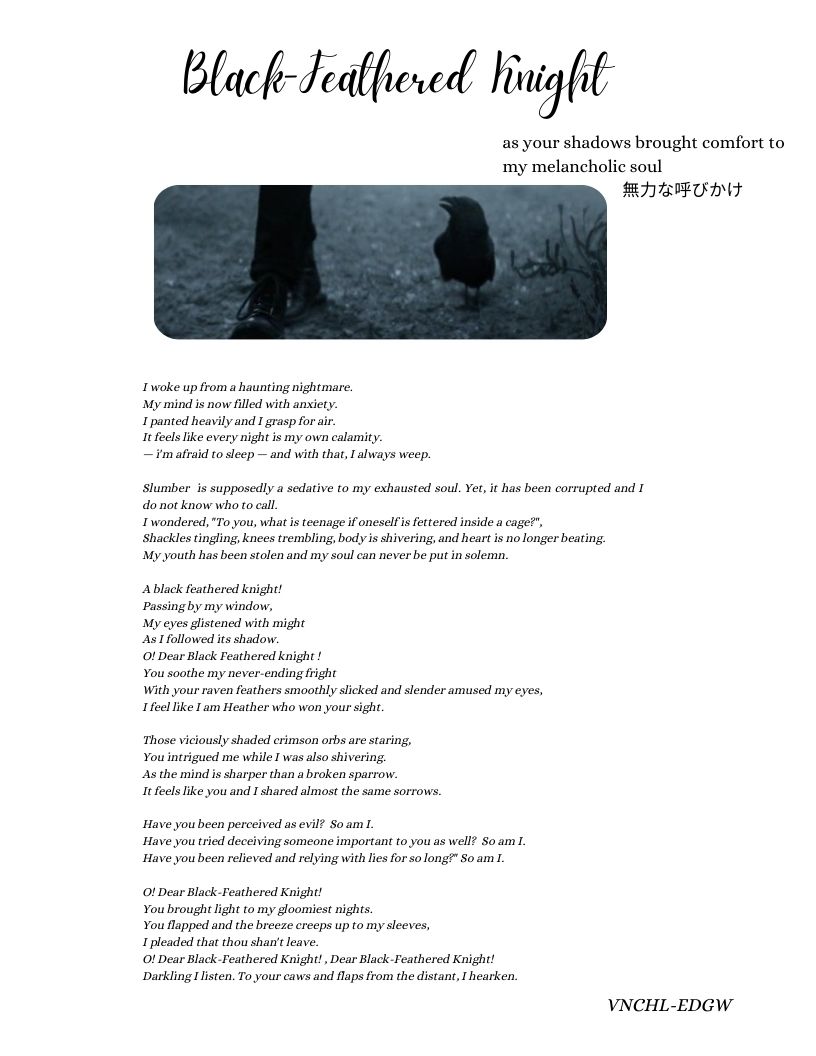 Black-Feathered Knight
as your shadows brought comfort to
my melancholic soul
無力な呼びかけ
I woke up from a haunting nightmare.
My mind is now filled with anxiety.
I panted heavily and I grasp for air.
It feels like every night is my own calamity.
— i'm afraid to sleep — and with that, I always weep.
Slumber is supposedly a sedative to my exhausted soul. Yet, it has been corrupted and I
do not know who to call.
I wondered, "To you, what is teenage if oneself is fettered inside a cage?",
Shackles tingling, knees trembling, body is shivering, and heart is no longer beating.
My youth has been stolen and my soul can never be put in solemn.
A black feathered knight!
Passing by my window,
My eyes glistened with might
As I followed its shadow.
O! Dear Black Feathered knight !
You soothe my never-ending fright
With your raven feathers smoothly slicked and slender amused my eyes,
I feel like I am Heather who won your sight.
Those viciously shaded crimson orbs are staring,
You intrigued me while I was also shivering.
As the mind is sharper than a broken sparrow.
It feels like you and I shared almost the same sorrows.
Have you been perceived as evil? So am I.
Have you tried deceiving someone important to you as well? So am I.
Have you been relieved and relying with lies for so long?" So am I.
O! Dear Black-Feathered Knight!
You brought light to my gloomiest nights.
You flapped and the breeze creeps up to my sleeves,
I pleaded that thou shan't leave.
O! Dear Black-Feathered Knight! , Dear Black-Feathered Knight!
Darkling I listen. To your caws and flaps from the distant, I hearken.
VNCHL-EDGW